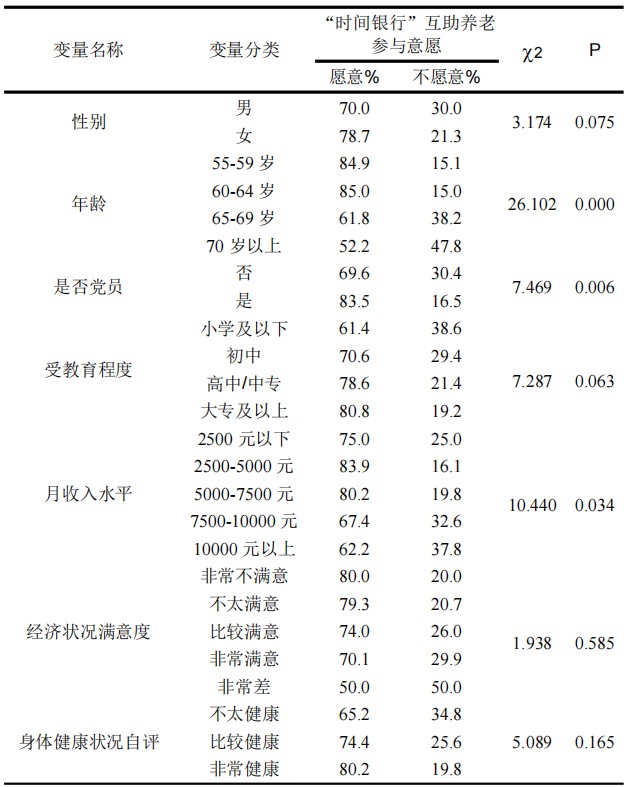 变量名称 变量分类 “时间银行”互助养老参与意愿 χ2 P
愿意% 不愿意%
性别 男 70.0 30.0 3.174 0.075
女 78.7 21.3
年龄 55-59 岁 84.9 15.1 26.102 0.000
60-64 岁 85.0 15.0
65-69 岁 61.8 38.2
70 岁以上 52.2 47.8
是否党员 否 69.6 30.4 7.469 0.006
是 83.5 16.5
受教育程度 小学及以下 61.4 38.6 7.287 0.063
初中 70.6 29.4
高中/中专 78.6 21.4
大专及以上 80.8 19.2
月收入水平 2500 元以下 75.0 25.0 10.440 0.034
2500-5000 元 83.9 16.1
5000-7500 元 80.2 19.8
7500-10000 元 67.4 32.6
10000 元以上 62.2 37.8
经济状况满意度 非常不满意 80.0 20.0 1.938 0.585
不太满意 79.3 20.7
比较满意 74.0 26.0
非常满意 70.1 29.9
身体健康状况自评 非常差 50.0 50.0 5.089 0.165
不太健康 65.2 34.8
比较健康 74.4 25.6
非常健康 80.2 19.8